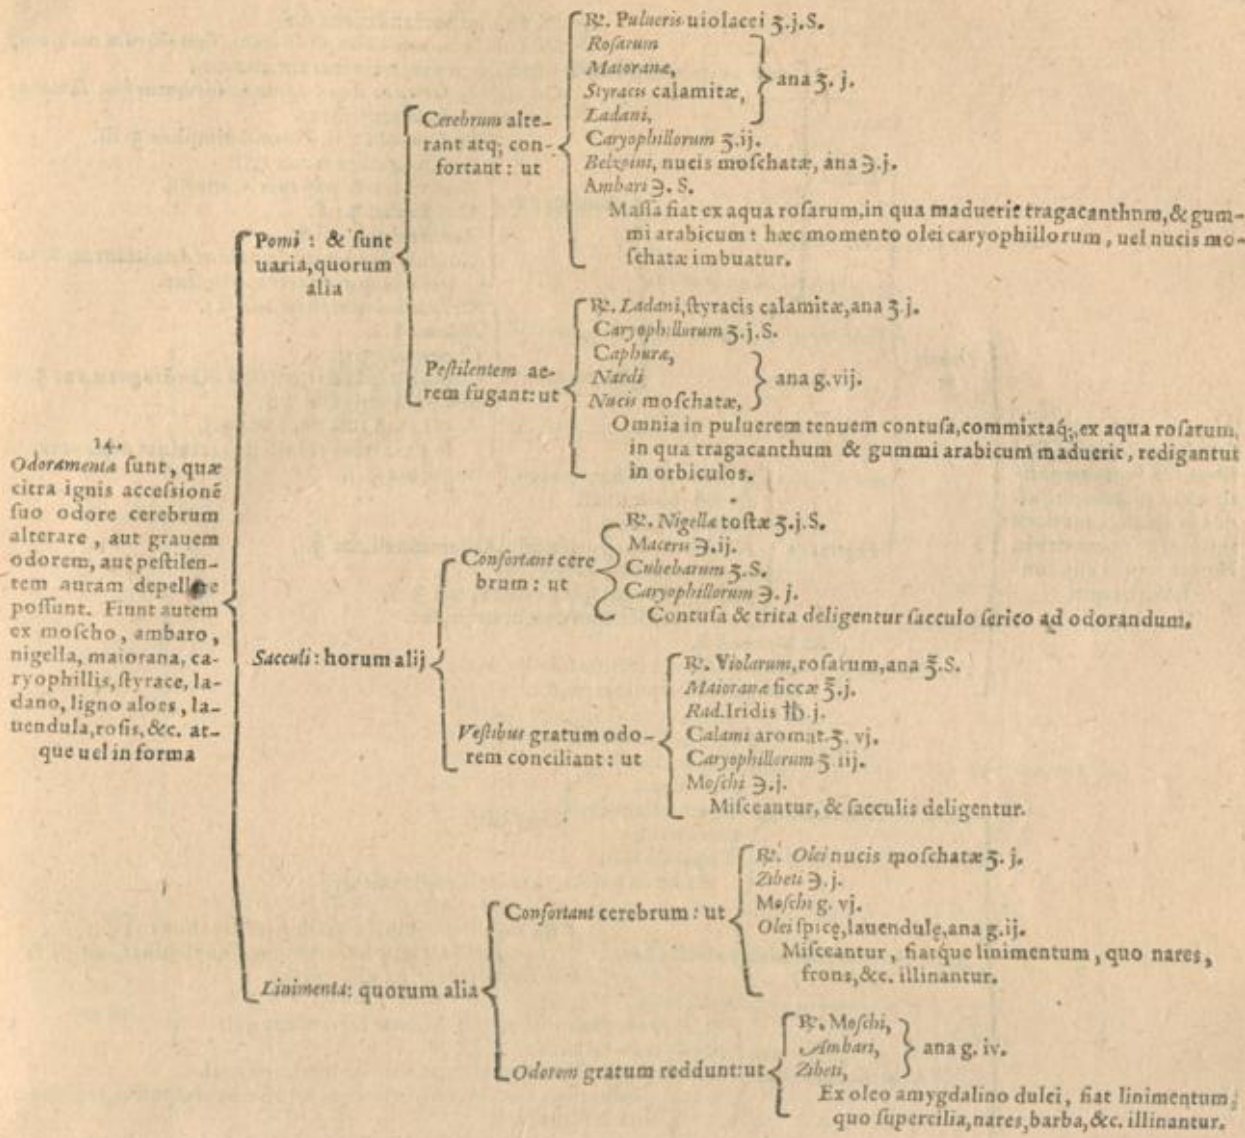 14.
Odoramenta ſunt, quæ
citra ignis acceſsionē
ſuo odore cerebrum
alterare, aut grauem
odorem, aut peſtilen-
tem auram depellere
poſſunt. Fiunt autem
ex moſcho, ambaro,
nigella, maiorana, ca-
ryophillis, ſtyrace, la-
dano, ligno aloes, la-
uendula, roſis, &c. at-
que uel in forma
Pomi: & ſunt
uaria, quorum
alia
Cerebrum alte-
rant atq; con-
fortant: ut
℞. Pulueris uiolacei ʒ.j.S.
Roſarum
Maioranæ,
Styracis calamitæ,
Ladani,
ana ʒ. j.
Caryophillorum ʒ.ij.
Belzoini, nucis moſchatæ, ana ℈.j.
Ambari ℈. S.
Maſſa fiat ex aqua roſarum, in qua maduerit tragacanthum, & gum-
mi arabicum: hæc momento olei caryophillorum, uel nucis mo-
ſchatæ imbuatur.
Peſtilentem ae-
rem fugant: ut
℞. Ladani, ſtyracis calamitæ, ana ʒ.j.
Caryophillorum ʒ.j.S.
Caphuræ,
Nardi
Nucis moſchatæ,
ana g.vij.
Omnia in puluerem tenuem contuſa, commixtaq;, ex aqua roſarum,
in qua tragacanthum & gummi arabicum maduerit, redigantur
in orbiculos.
Sacculi: horum alij
Confortant cere
brum: ut
℞. Nigellæ toſtæ ʒ.j.S.
Maceris ℈.ij.
Cubebarum ʒ.S.
Caryophillorum ℈. j.
Contuſa & trita deligentur ſacculo ſerico ad odorandum.
Veſtibus gratum odo-
rem conciliant: ut
℞. Violarum, roſarum, ana ℥.S.
Maioranæ ſiccæ ℥.j.
Rad. Iridis ℔.j.
Calami aromat. ʒ. vj.
Caryophillorum ʒ iij.
Moſchi ℈.j.
Miſceantur, & ſacculis deligentur.
Linimenta: quorum alia
Confortant cerebrum: ut
℞. Olei nucis moſchatæ ʒ. j.
Zibeti ℈.j.
Moſchi g. vj.
Olei ſpicę, lauendulę, ana g.ij.
Miſceantur, fiatque linimentum, quo nares,
frons, &c. illinantur.
Odorem gratum reddunt: ut
℞. Moſchi,
Ambari,
Zibeti,
ana g. iv.
Ex oleo amygdalino dulci, fiat linimentum,
quo ſupercilia, nares, barba, &c. illinantur.